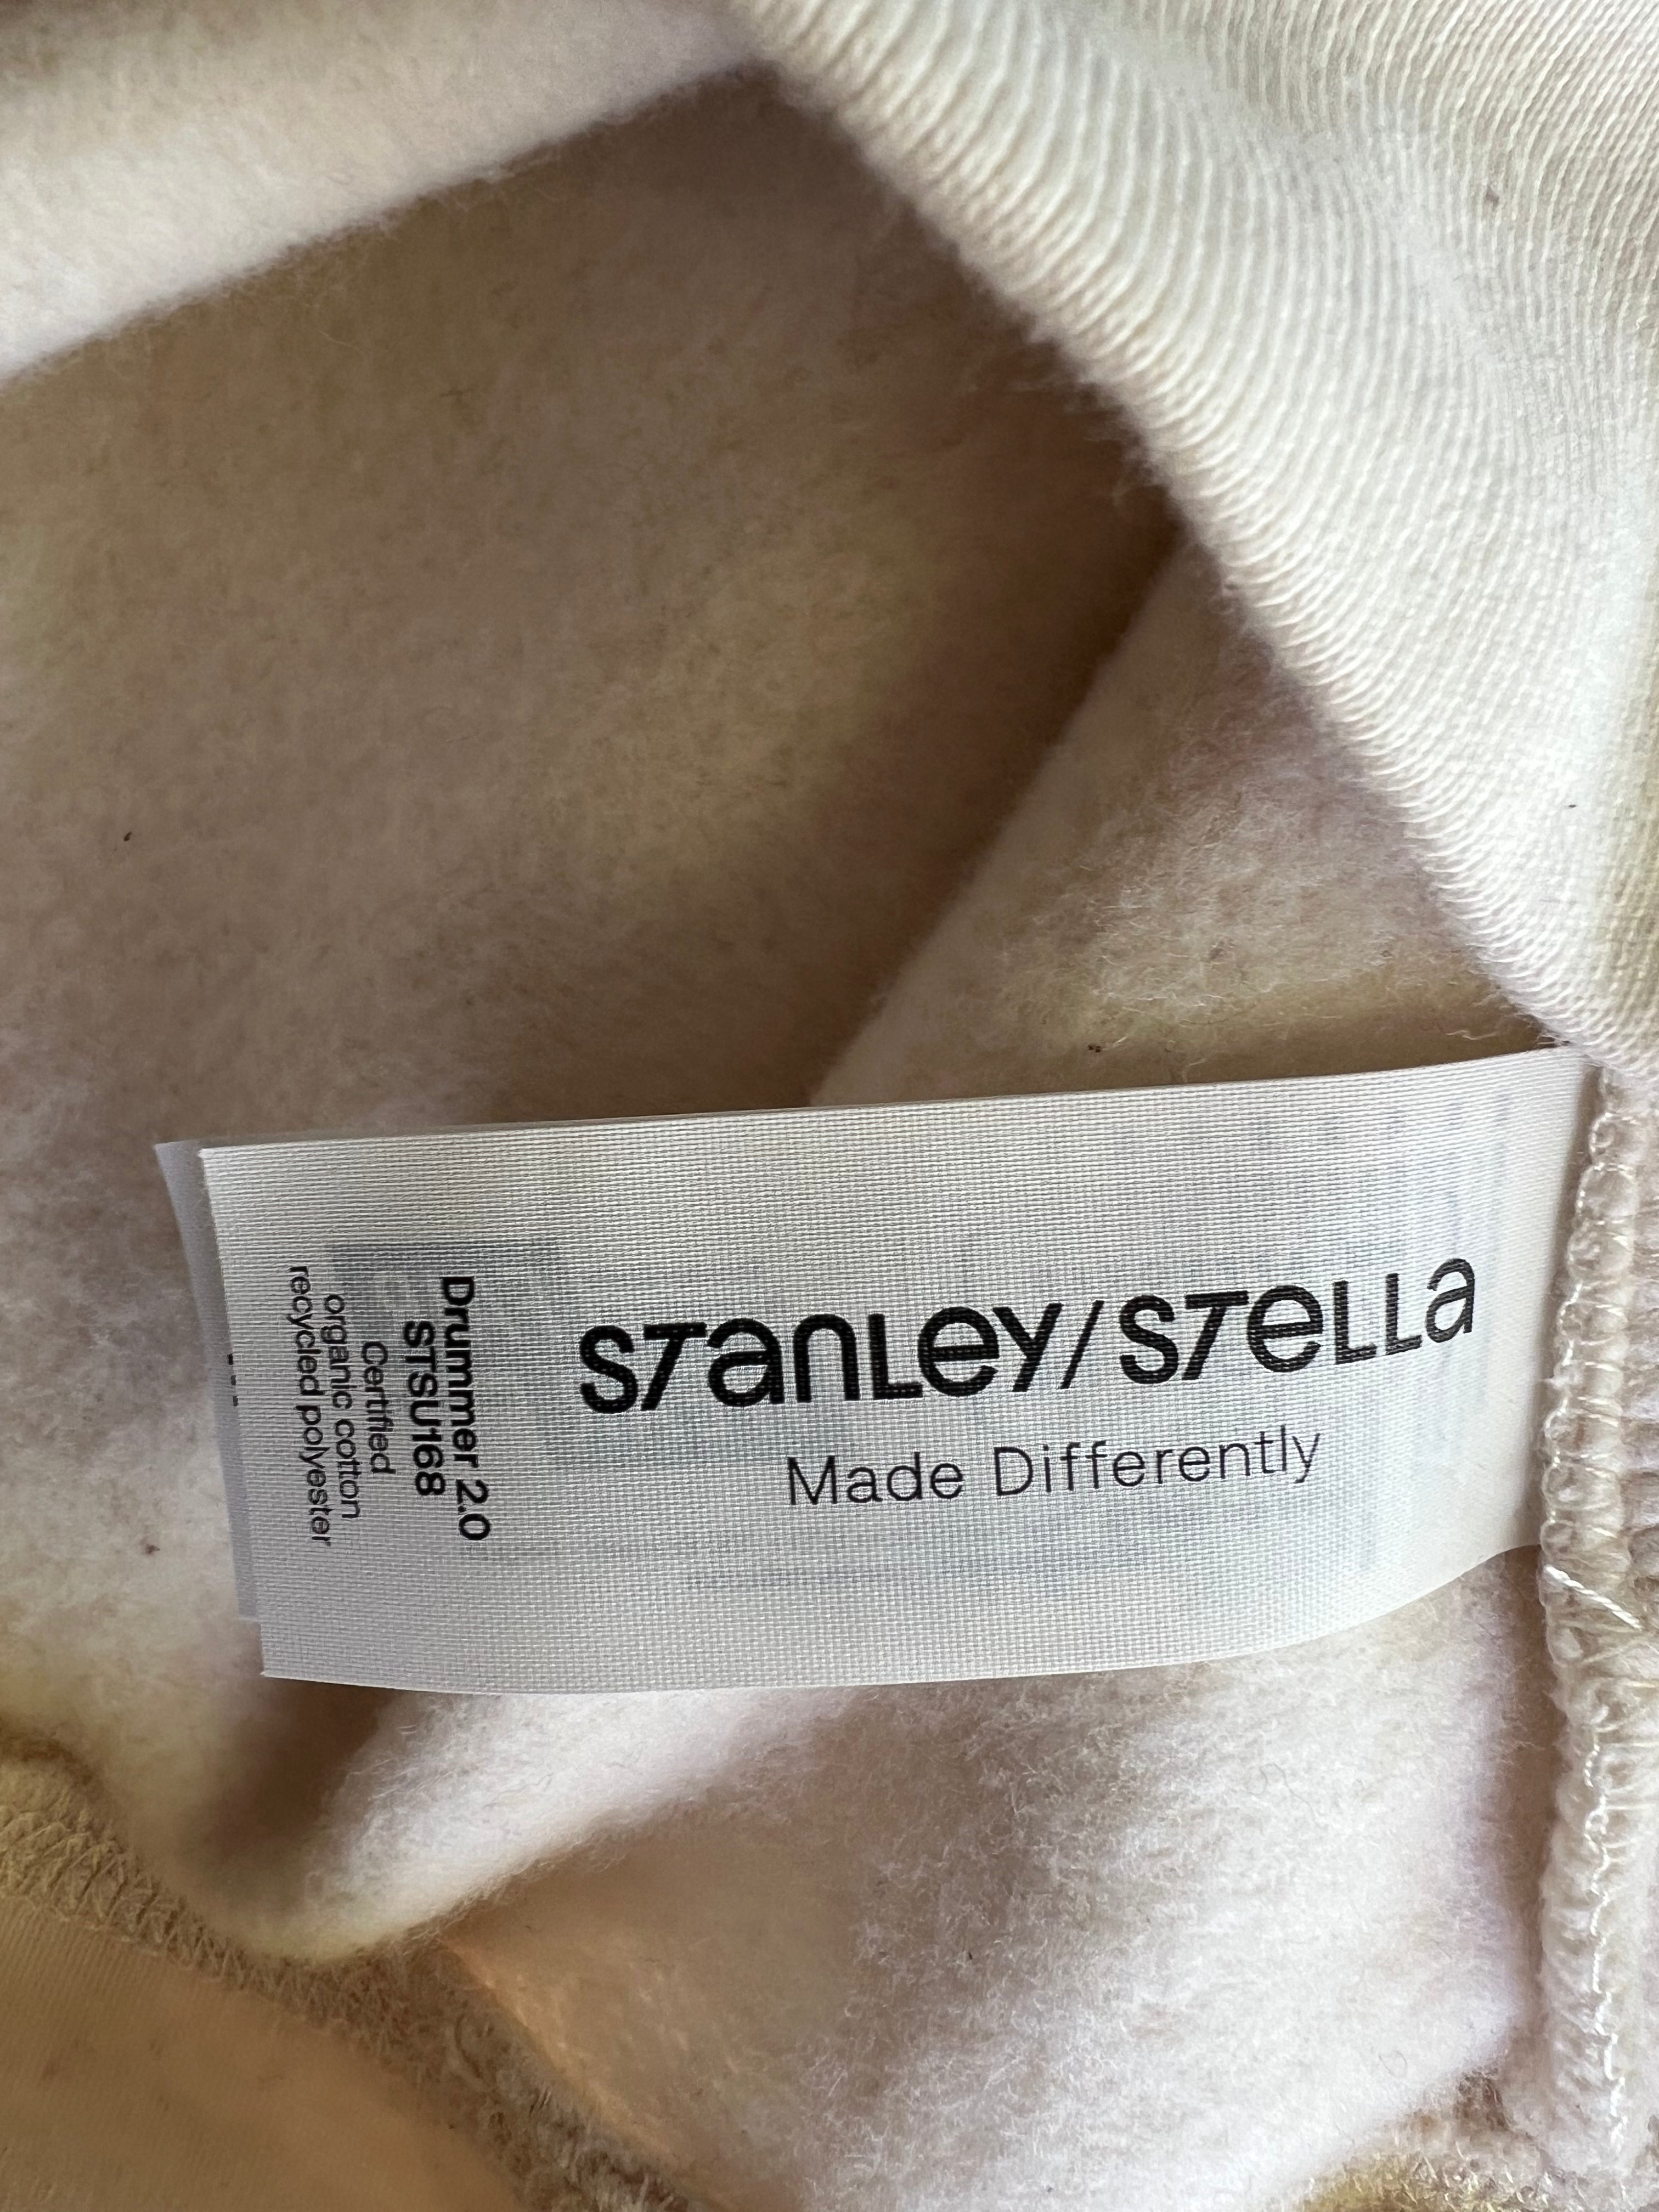 STANLEY/STELLA
Made Differently
Drummer 2.0
STSU168
Certified
organic cotton
recycled polyester